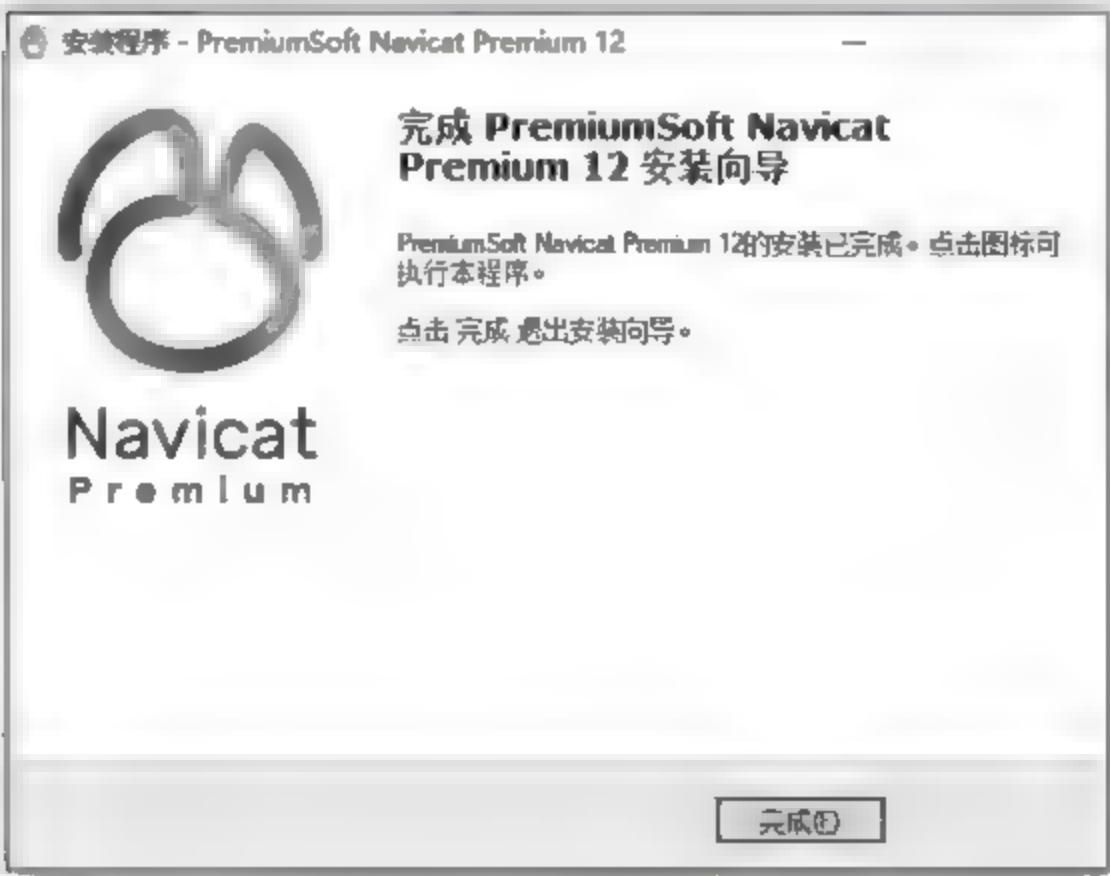 安装程序 - PremiumSoft Navicat Premium 12
完成 PremiumSoft Navicat
Premium 12 安装向导
PremiumSoft Navicat Premium 12的安装已完成。点击图标可
执行本程序。
点击 完成 退出安装向导。
Navicat
Premium
完成(F)